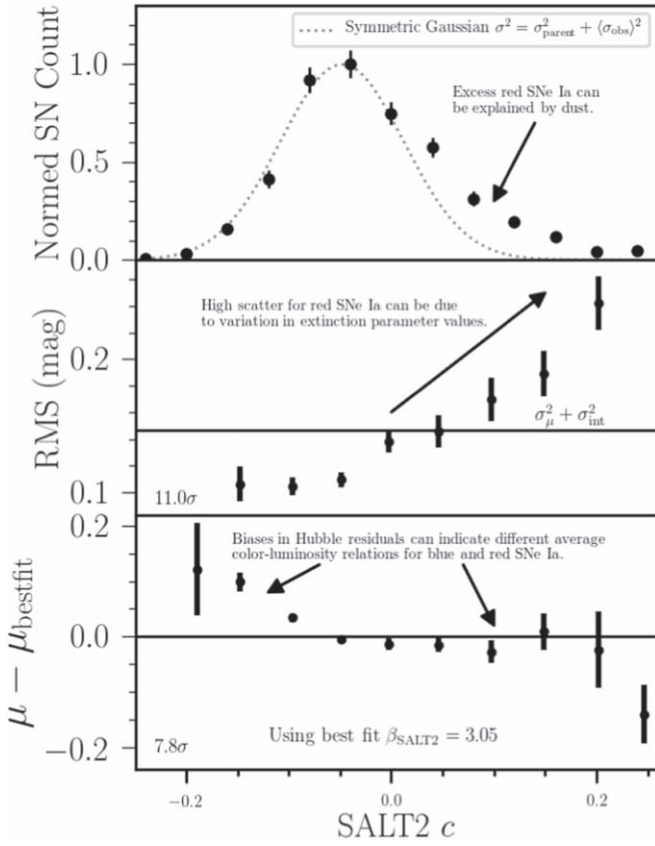 Symmetric Gaussian σ² = σ²parent + ⟨σobs⟩²
Normed SN Count
1.0
0.5
0.0
Excess red SNe Ia can
be explained by dust.
RMS (mag)
0.2
0.1
High scatter for red SNe Ia can be due
to variation in extinction parameter values.
σ²μ + σ²int
11.0σ
μ − μbestfit
0.2
0.0
−0.2
Biases in Hubble residuals can indicate different average
color-luminosity relations for blue and red SNe Ia.
7.8σ
Using best fit βSALT2 = 3.05
−0.2
0.0
0.2
SALT2 c